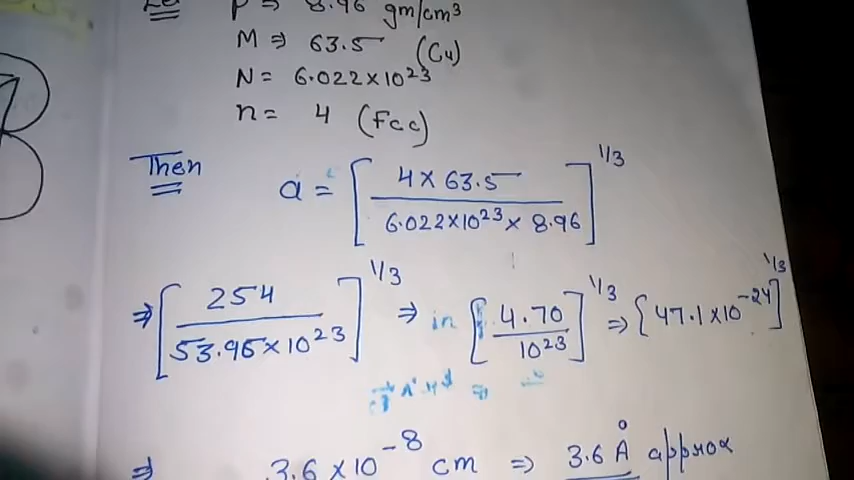 ρ ⇒ 8.96 gm/cm³
M ⇒ 63.5 (Cu)
N = 6.022×10²³
n = 4 (Fcc)
Then a = [4×63.5 / 6.022×10²³ × 8.96]^1/3
⇒ [254 / 53.95×10²³]^1/3 ⇒ in [4.70 / 10²³]^1/3 ⇒ [47.1×10⁻²⁴]^1/3
⇒ 3.6×10⁻⁸ cm ⇒ 3.6 Å approx